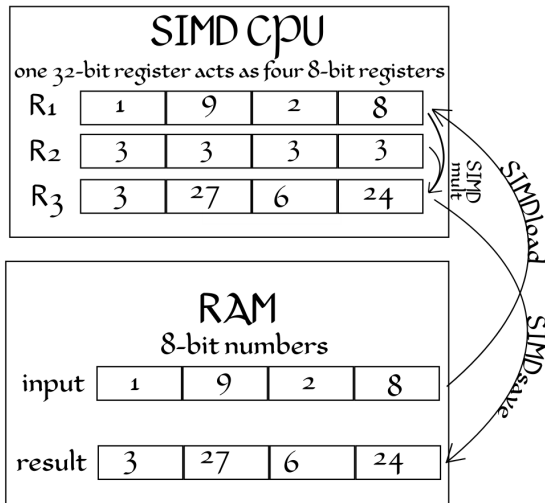 SIMD CPU
one 32-bit register acts as four 8-bit registers
R1 1 9 2 8
R2 3 3 3 3
R3 3 27 6 24
SIMD
mult
SIMDload
RAM
8-bit numbers
input 1 9 2 8
SIMDsave
result 3 27 6 24